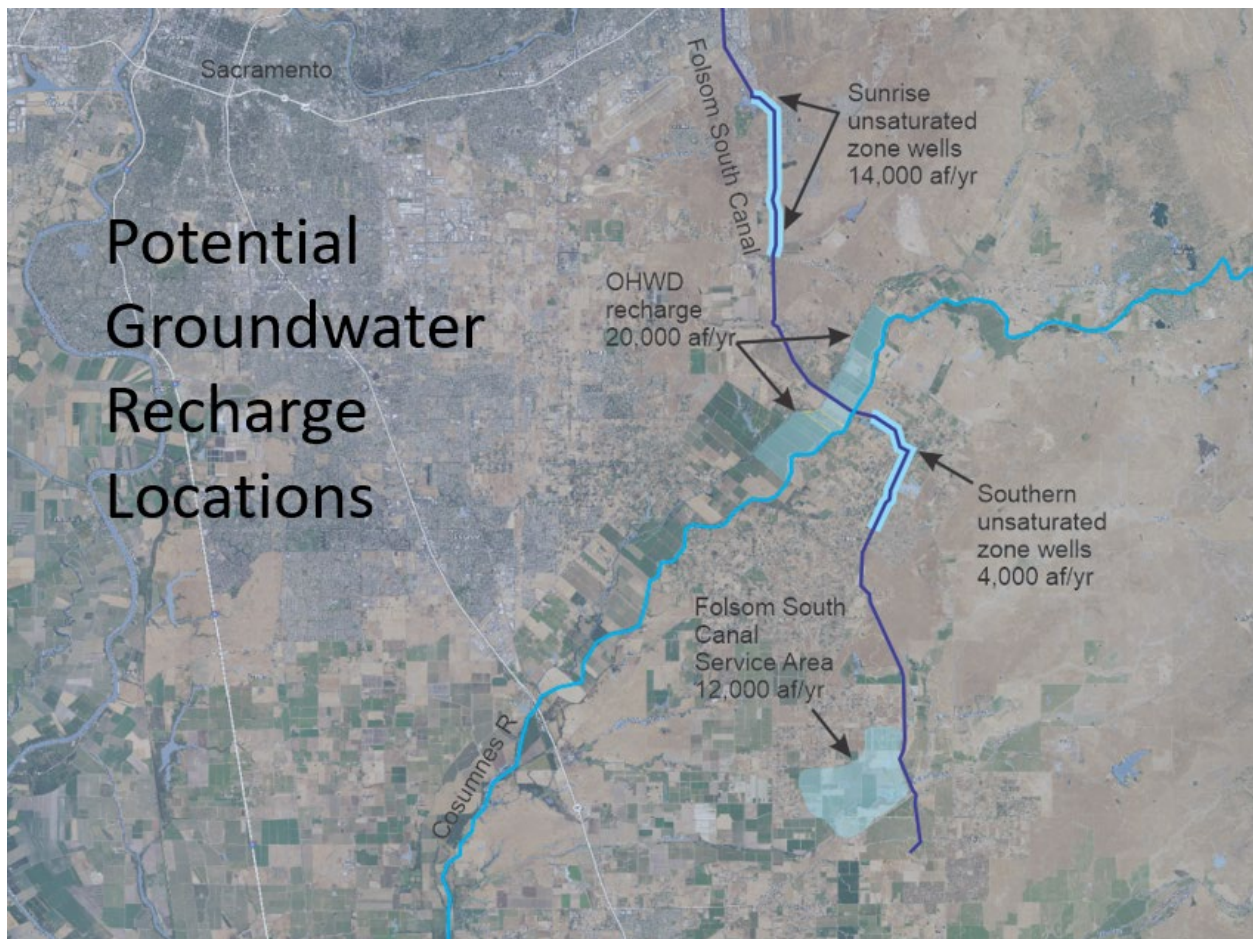 Sacramento
Folsom South Canal
Sunrise
unsaturated
zone wells
14,000 af/yr
Potential
Groundwater
Recharge
Locations
OHWD
recharge
20,000 af/yr
Southern
unsaturated
zone wells
4,000 af/yr
Folsom South
Canal
Service Area
12,000 af/yr
Cosumnes R